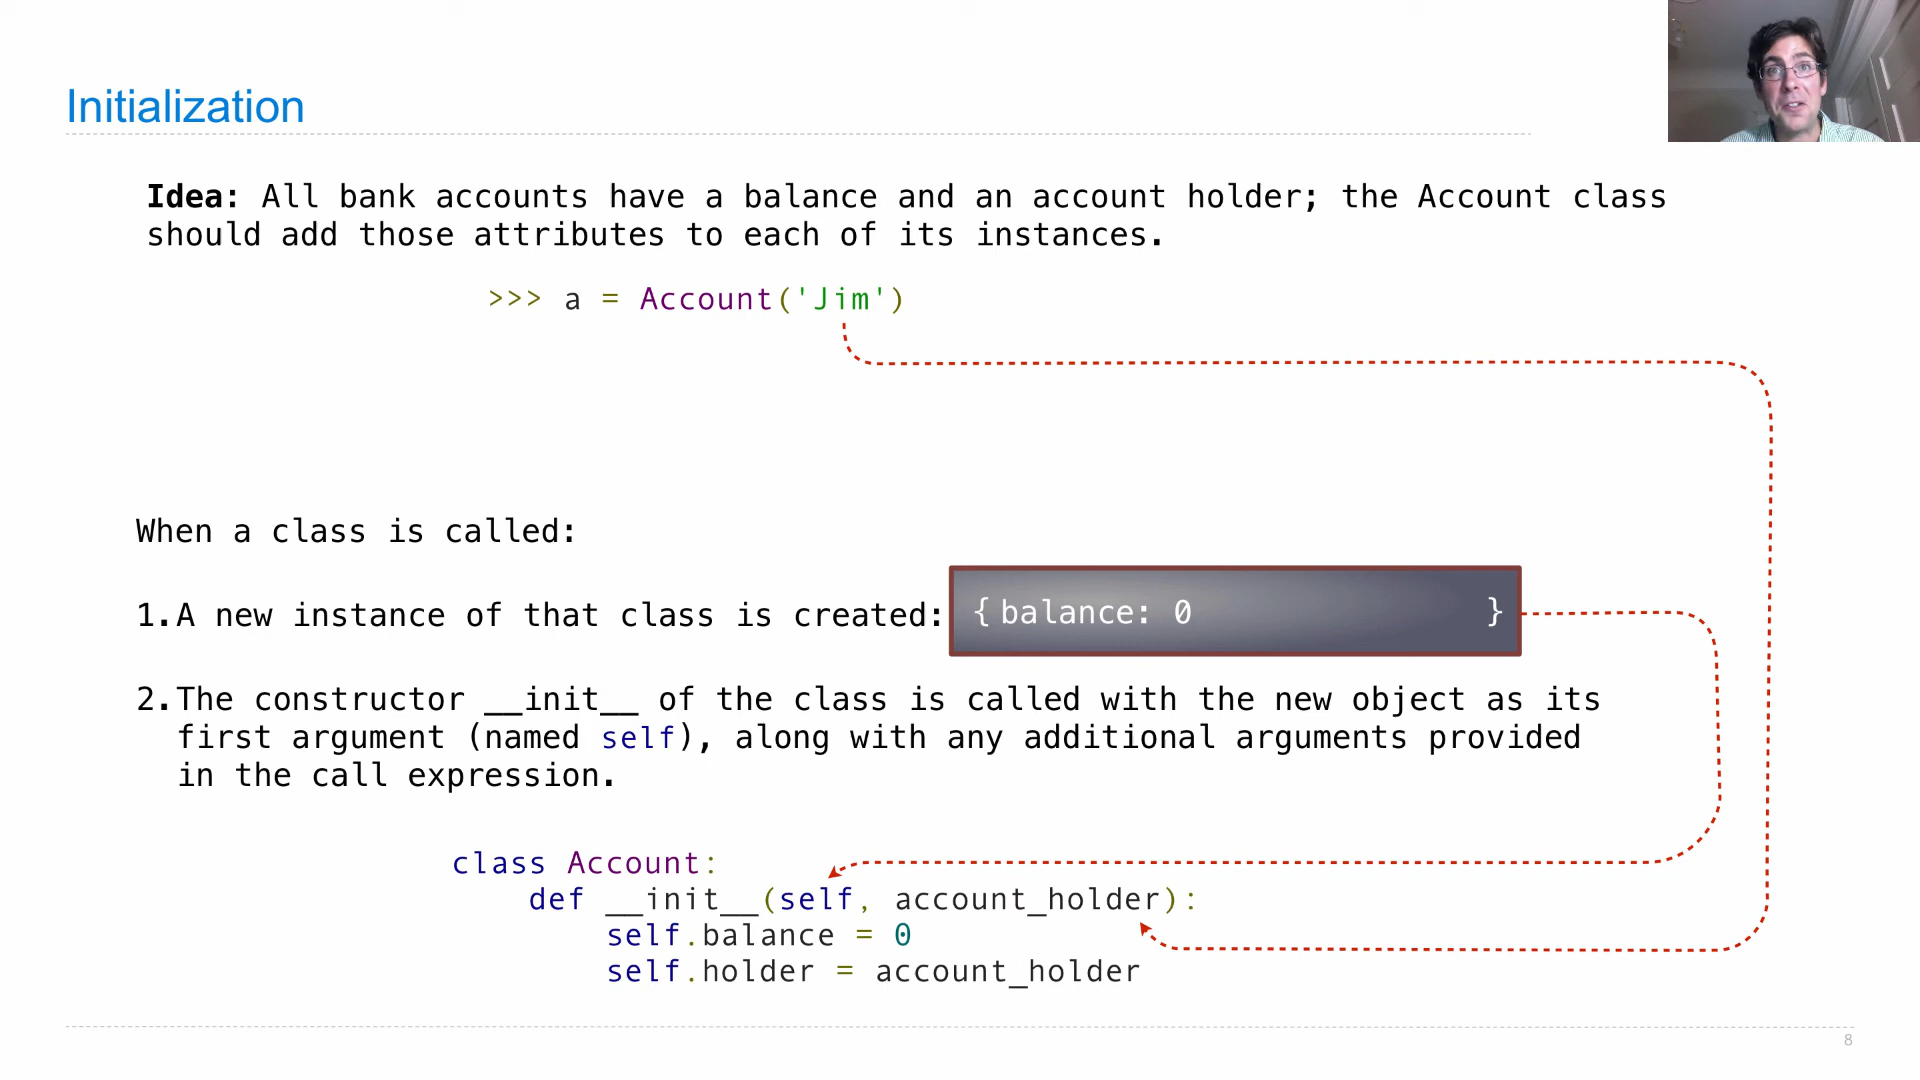 Initialization
Idea: All bank accounts have a balance and an account holder; the Account class
should add those attributes to each of its instances.
>>> a = Account('Jim')
When a class is called:
1.A new instance of that class is created: { balance: 0 }
2.The constructor __init__ of the class is called with the new object as its
first argument (named self), along with any additional arguments provided
in the call expression.
class Account:
    def __init__(self, account_holder):
        self.balance = 0
        self.holder = account_holder
8